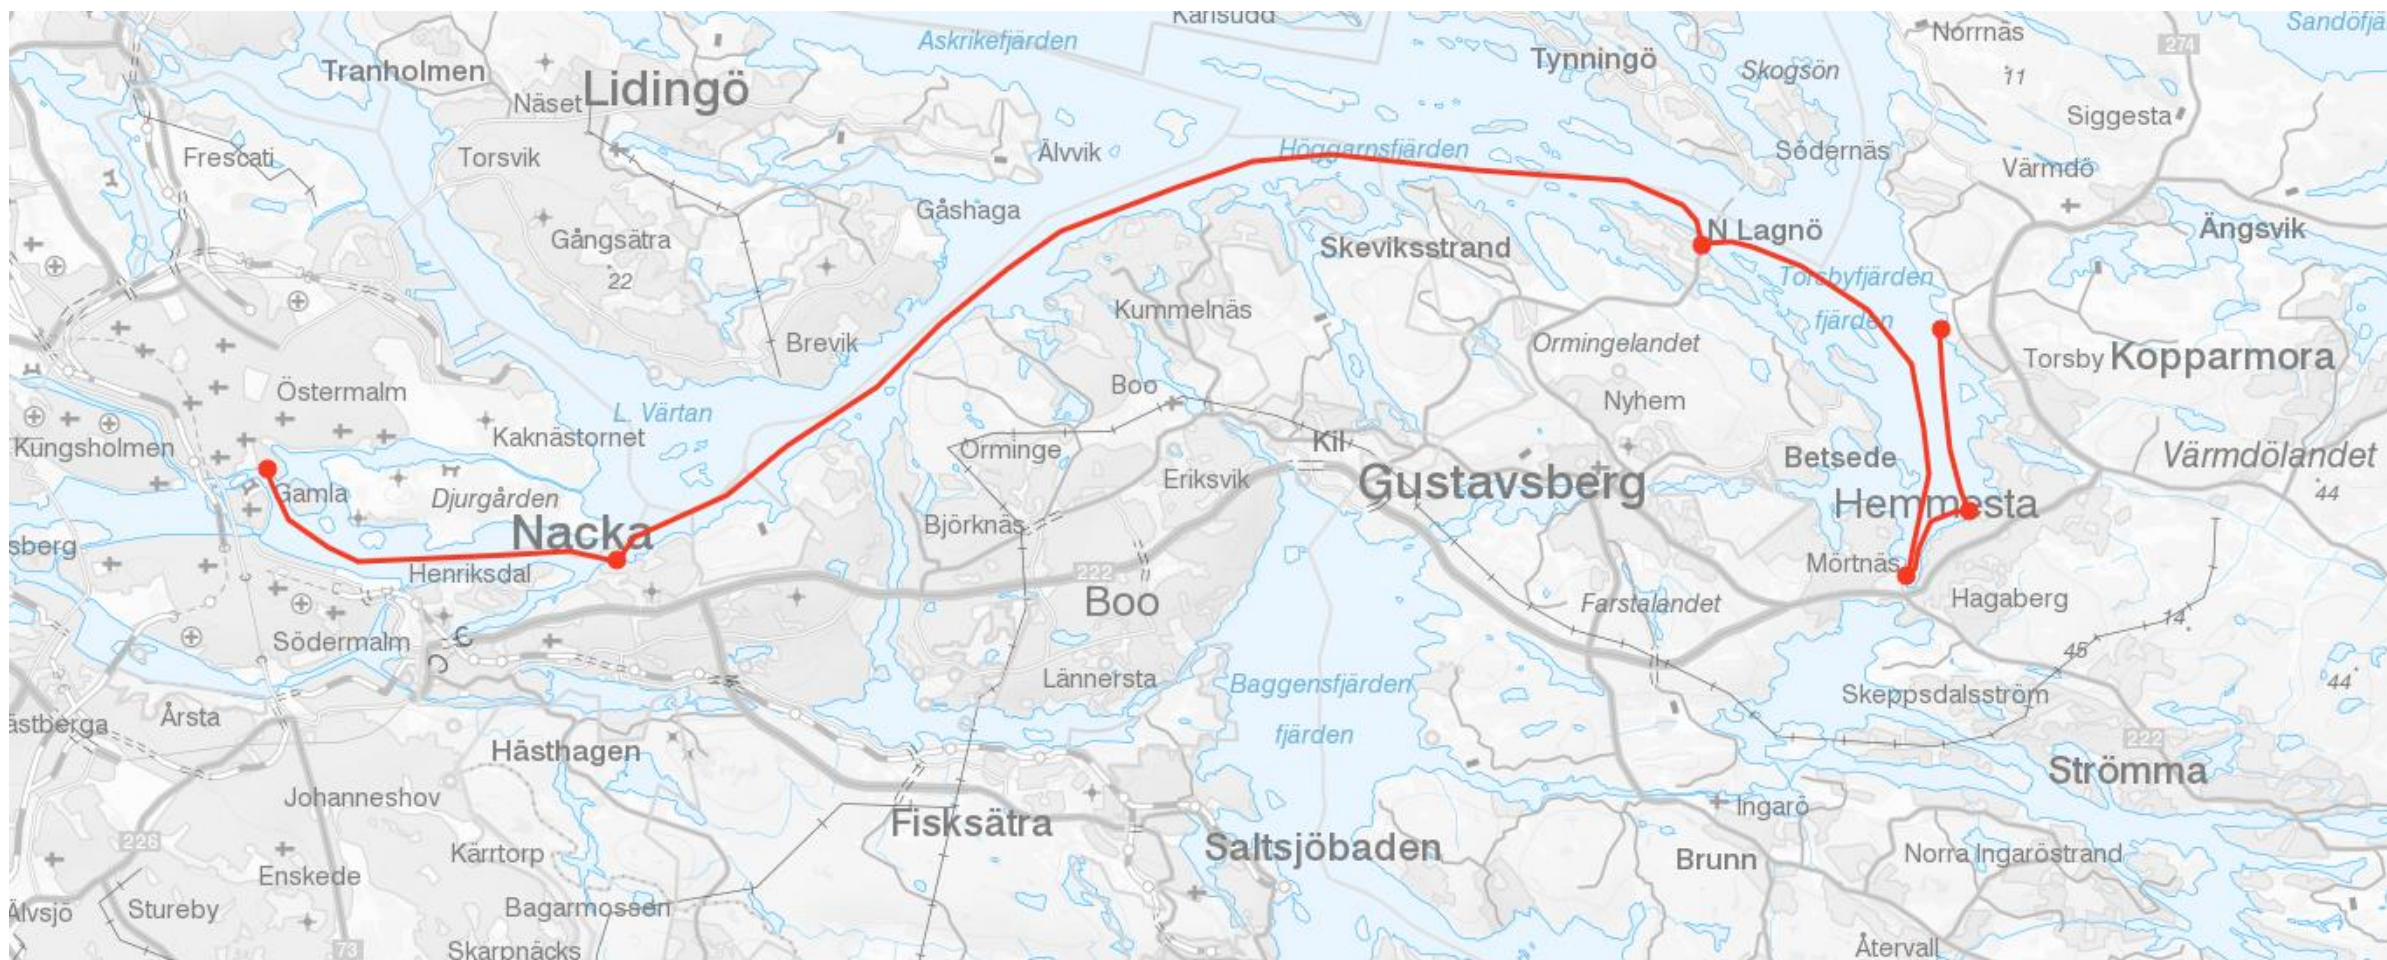 Karlsudd
Sandöfjä
Askrikefjärden
Norrnäs
274
Tynningö
Skogsön
11
Tranholmen
Lidingö
Näset
Siggesta
Frescati
Torsvik
Älvvik
Höggarnsfjärden
Södernäs
Värmdö
1
Gåshaga
N Lagnö
Ängsvik
Gångsätra
22
Skeviksstrand
Torsbyfjärden
fjärden
Kummelnäs
Ormingelandet
Brevik
Torsby
Kopparmora
Östermalm
Boo
Nyhem
L. Värtan
Kungsholmen
Kaknästornet
Orminge
Kil
Betsede
Värmdölandet
44
Gamla
Djurgården
Eriksvik
Gustavsberg
Hemmesta
Nacka
Björknäs
sberg
Henriksdal
222
Mörtnäs
Boo
Farstalandet
Hagaberg
14
Södermalm
45
Lännersta
Baggensfjärden
fjärden
Skeppsdalsström
44
Årsta
ästberga
222
Hästhagen
Strömma
Johanneshov
Ingarö
Fisksätra
226
Saltsjöbaden
Kärrtorp
Brunn
Norra Ingaröstrand
Enskede
Älvsjö
Stureby
Bagarmossen
73
Skarpnäcks
Återvall